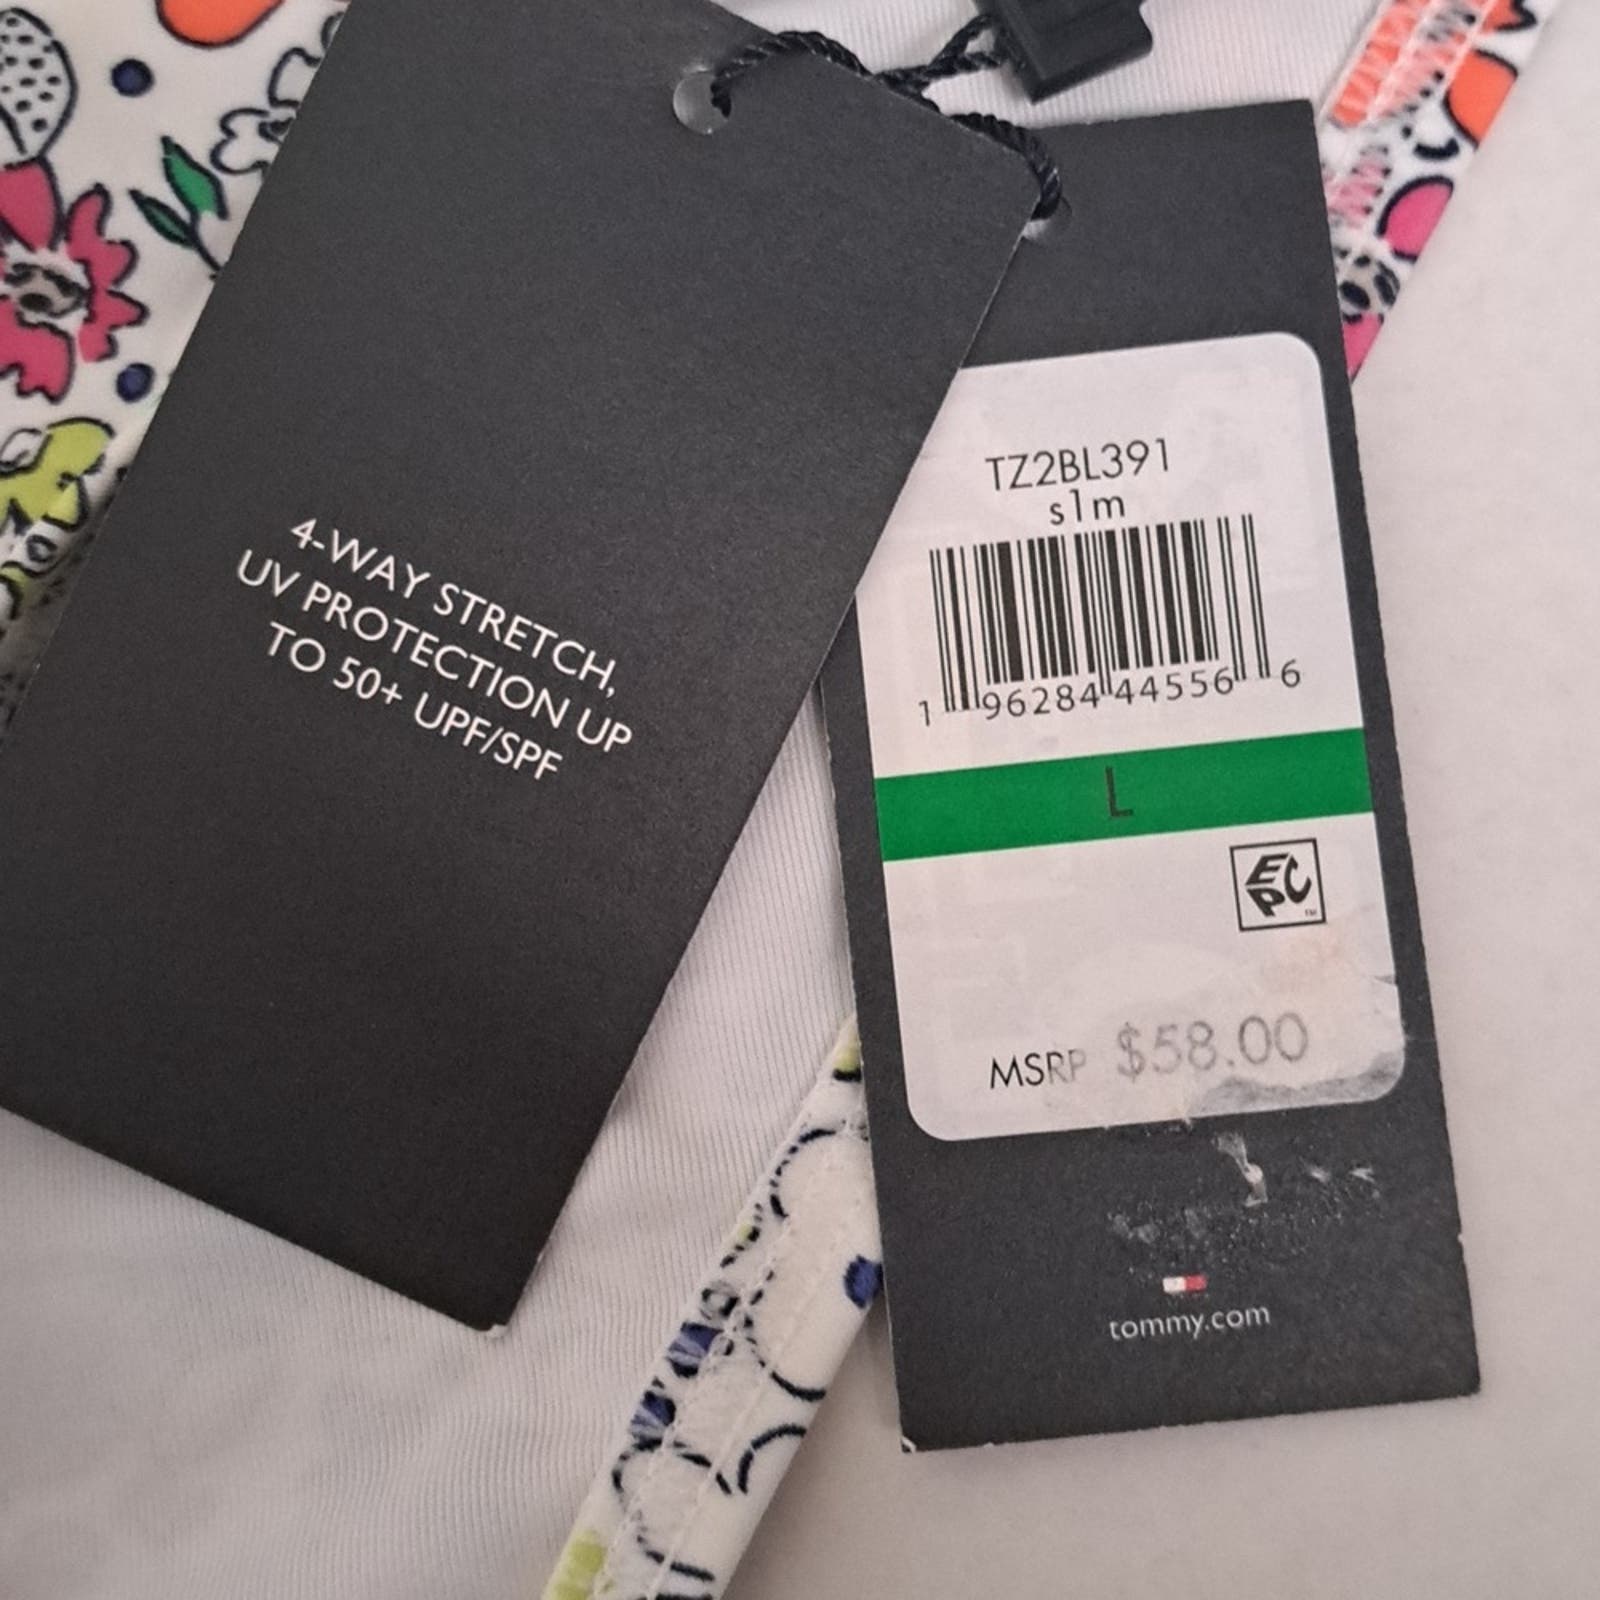 4-WAY STRETCH,
UV PROTECTION UP
TO 50+ UPF/SPF
TZ2BL391
s1m
1 96284 44556 6
L
EPC
TM
MSRP $58.00
tommy.com